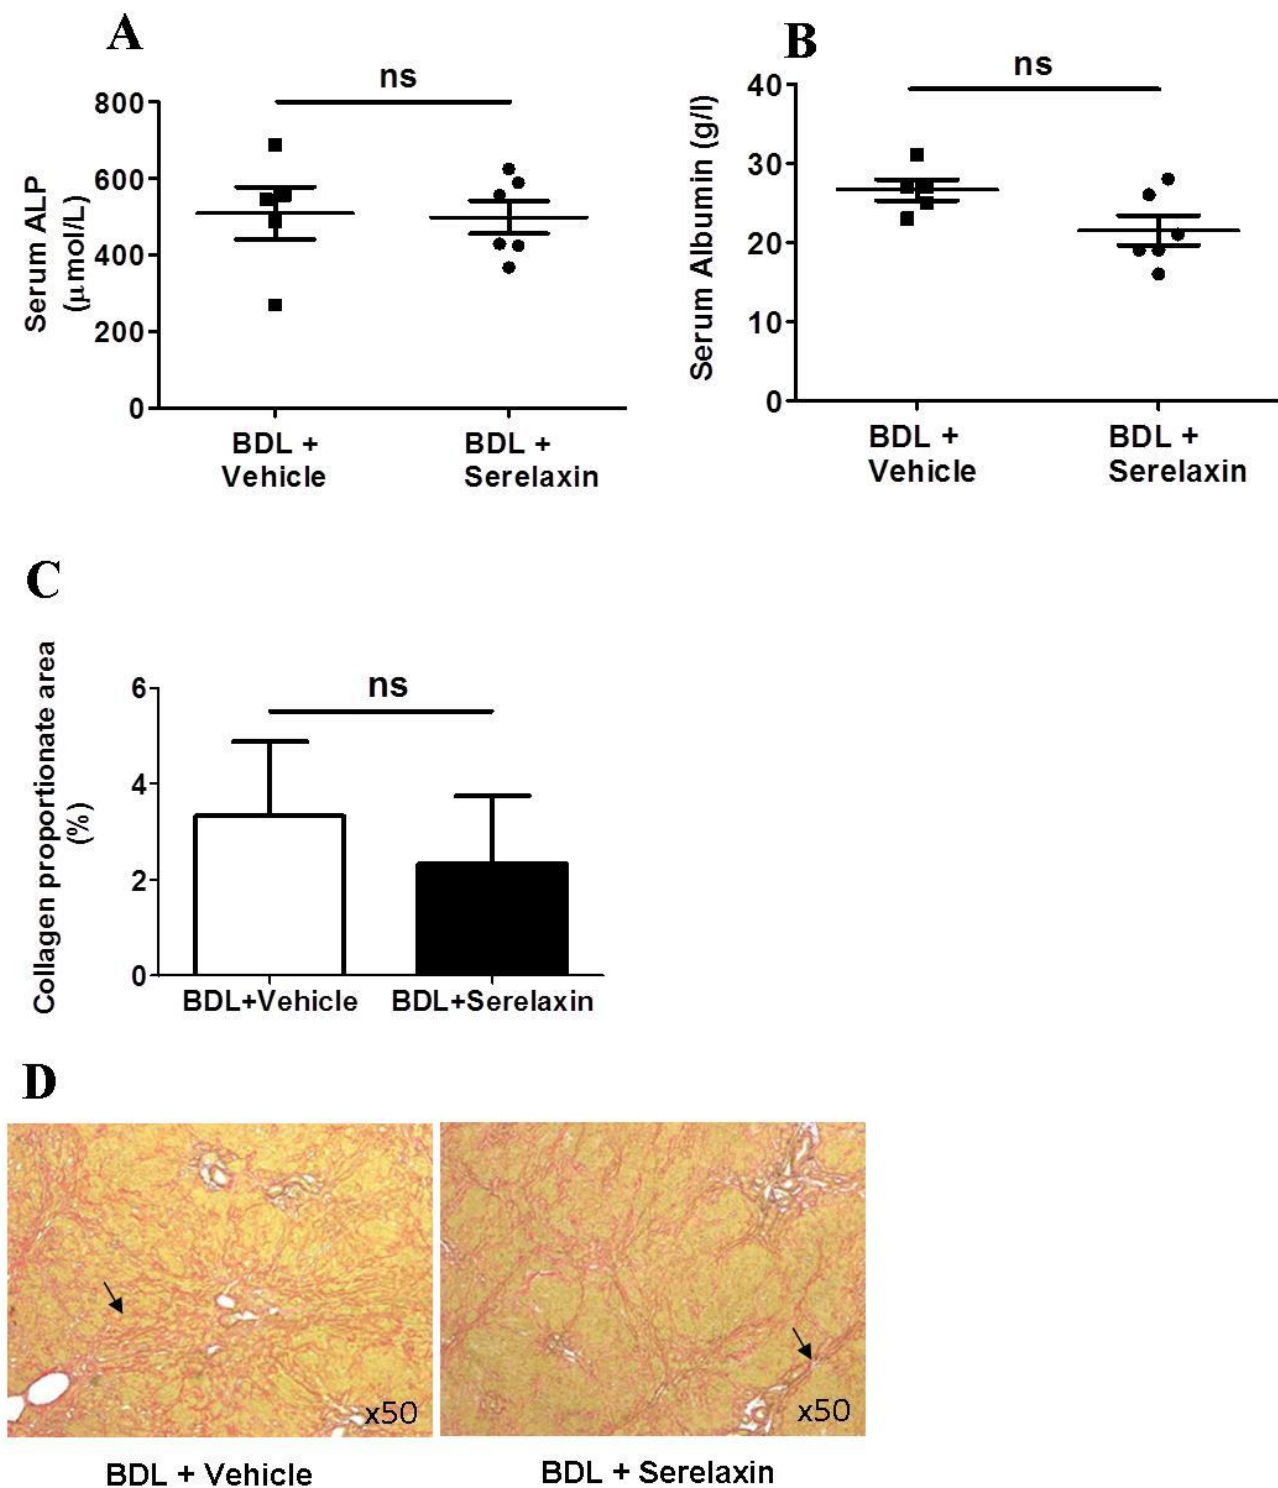 A
ns
800
600
400
200
0
Serum ALP
(μmol/L)
BDL +
Vehicle
BDL +
Serelaxin
B
ns
40
30
20
10
0
Serum Albumin (g/l)
BDL +
Vehicle
BDL +
Serelaxin
C
ns
6
4
2
0
Collagen proportionate area
(%)
BDL+Vehicle
BDL+Serelaxin
D
x50
x50
BDL + Vehicle
BDL + Serelaxin